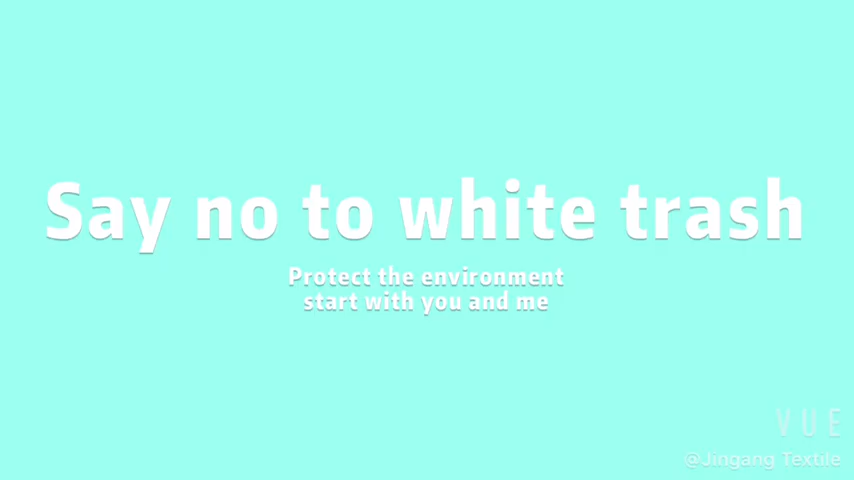 Say no to white trash
Protect the environment
start with you and me
VUE
@Jingang Textile